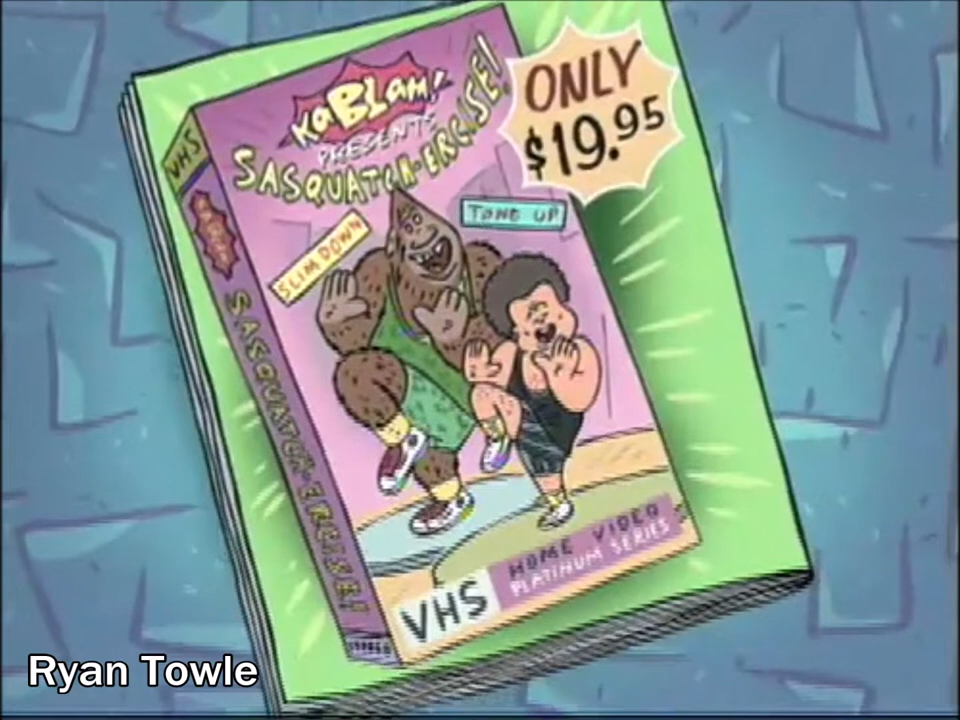 KaBLam!
PRESENTS
SASQUATCH-ERCISE!
ONLY
$19.95
SLIM DOWN
TONE UP
VHS
KABLAM!
SASQUATCH-ERCISE!
HOME VIDEO
PLATINUM SERIES
VHS
Ryan Towle